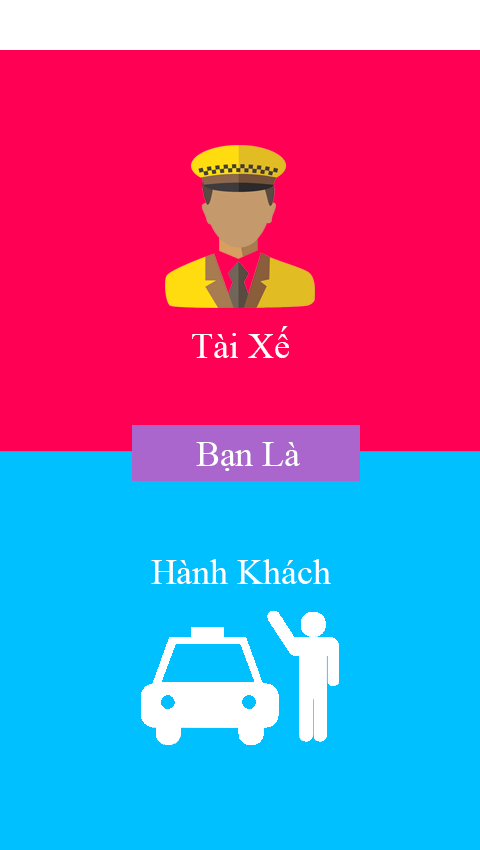 Tài Xế
Bạn Là
Hành Khách